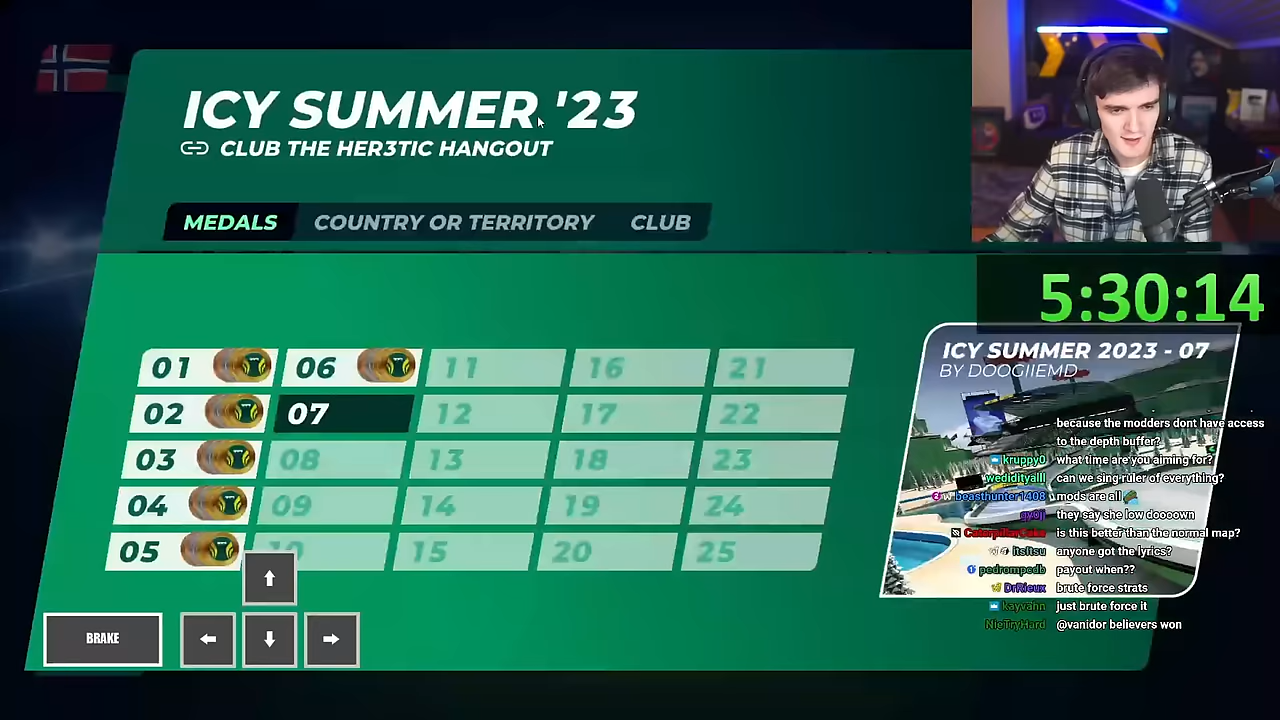 ICY SUMMER '23
CLUB THE HER3TIC HANGOUT
MEDALS COUNTRY OR TERRITORY CLUB
5:30:14
01 06 11 16 21
02 07 12 17 22
03 08 13 18 23
04 09 14 19 24
05 10 15 20 25
BRAKE
ICY SUMMER 2023 - 07
BY DOOGIIEMD
because the modders dont have access
to the depth buffer?
kruppy0 what time are you aiming for?
wedidityalll can we sing ruler of everything?
beasthunter1408 mods are all
gy0jj they say she low doooown
is this better than the normal map?
itsitsu anyone got the lyrics?
pedrompcdb payout when??
DrRieux brute force strats
kayvahn just brute force it
NigTryHard @vanidor believers won